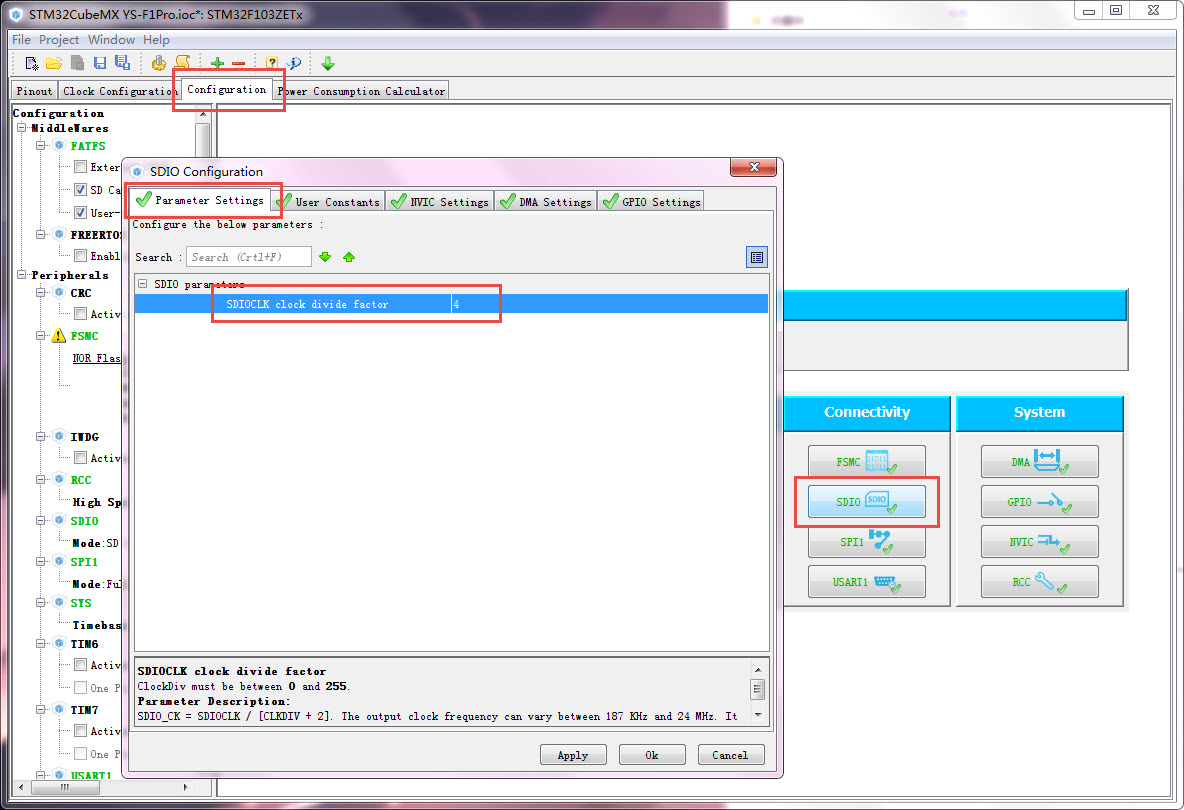 STM32CubeMX YS-F1Pro.ioc*: STM32F103ZETx
File Project Window Help
Pinout Clock Configuration Configuration Power Consumption Calculator
Configuration
MiddleWares
FATFS
Exter
SD Ca
User-
FREERTOS
Enabl
Peripherals
CRC
Activ
FSMC
NOR Flas
IWDG
Activ
RCC
High Sp
SDIO
Mode:SD
SPI1
Mode:Ful
SYS
Timebas
TIM6
Activ
One P
TIM7
Activ
One P
USART1
SDIO Configuration
Parameter Settings User Constants NVIC Settings DMA Settings GPIO Settings
Configure the below parameters :
Search : Search (Crtl+F)
SDIO parameters
SDIOCLK clock divide factor 4
SDIOCLK clock divide factor
ClockDiv must be between 0 and 255.
Parameter Description:
SDIO_CK = SDIOCLK / [CLKDIV + 2]. The output clock frequency can vary between 187 KHz and 24 MHz. It
Apply Ok Cancel
Connectivity
FSMC
SDIO SDIO
SPI1
USART1
System
DMA
GPIO
NVIC
RCC